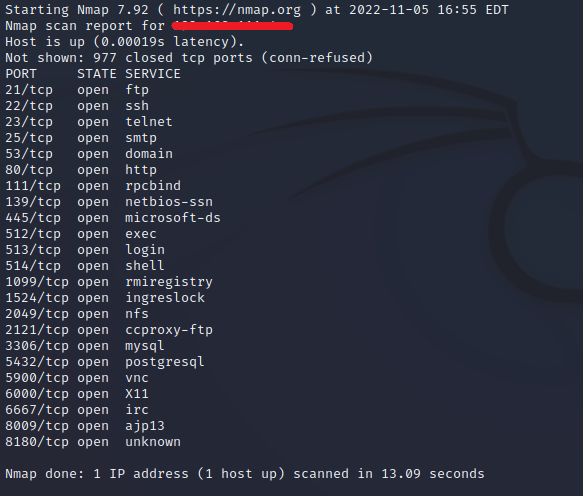 Starting Nmap 7.92 ( https://nmap.org ) at 2022-11-05 16:55 EDT
Nmap scan report for
Host is up (0.00019s latency).
Not shown: 977 closed tcp ports (conn-refused)
PORT     STATE SERVICE
21/tcp   open  ftp
22/tcp   open  ssh
23/tcp   open  telnet
25/tcp   open  smtp
53/tcp   open  domain
80/tcp   open  http
111/tcp  open  rpcbind
139/tcp  open  netbios-ssn
445/tcp  open  microsoft-ds
512/tcp  open  exec
513/tcp  open  login
514/tcp  open  shell
1099/tcp open  rmiregistry
1524/tcp open  ingreslock
2049/tcp open  nfs
2121/tcp open  ccproxy-ftp
3306/tcp open  mysql
5432/tcp open  postgresql
5900/tcp open  vnc
6000/tcp open  X11
6667/tcp open  irc
8009/tcp open  ajp13
8180/tcp open  unknown
Nmap done: 1 IP address (1 host up) scanned in 13.09 seconds